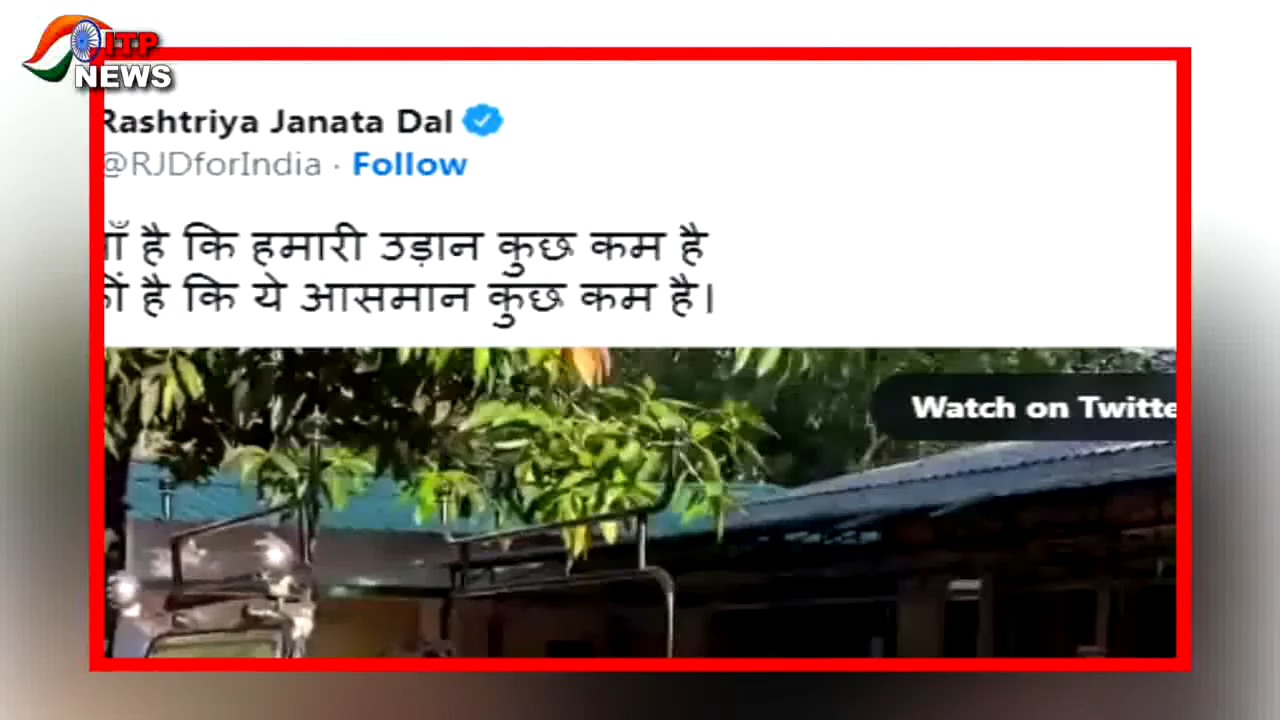 ITP
NEWS
Rashtriya Janata Dal
@RJDforIndia · Follow
है कि हमारी उड़ान कुछ कम है
है कि ये आसमान कुछ कम है।
Watch on Twitte